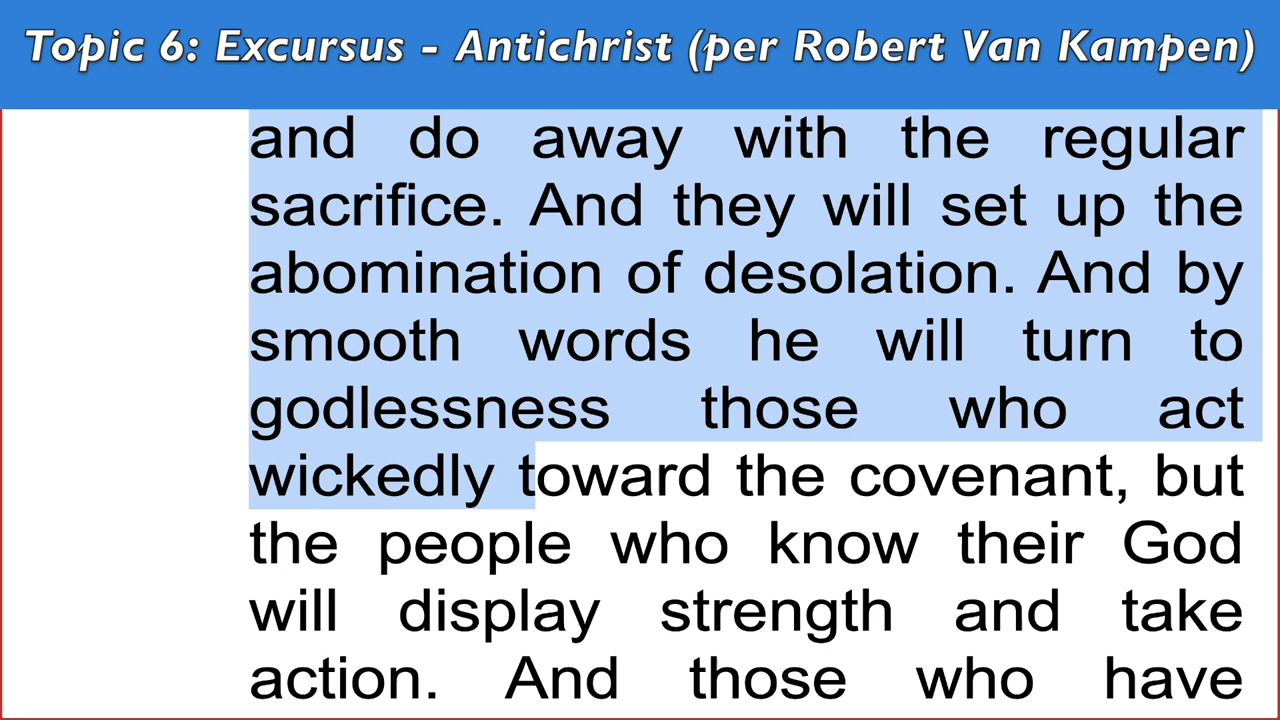 Topic 6: Excursus - Antichrist (per Robert Van Kampen)
and do away with the regular
sacrifice. And they will set up the
abomination of desolation. And by
smooth words he will turn to
godlessness those who act
wickedly toward the covenant, but
the people who know their God
will display strength and take
action. And those who have